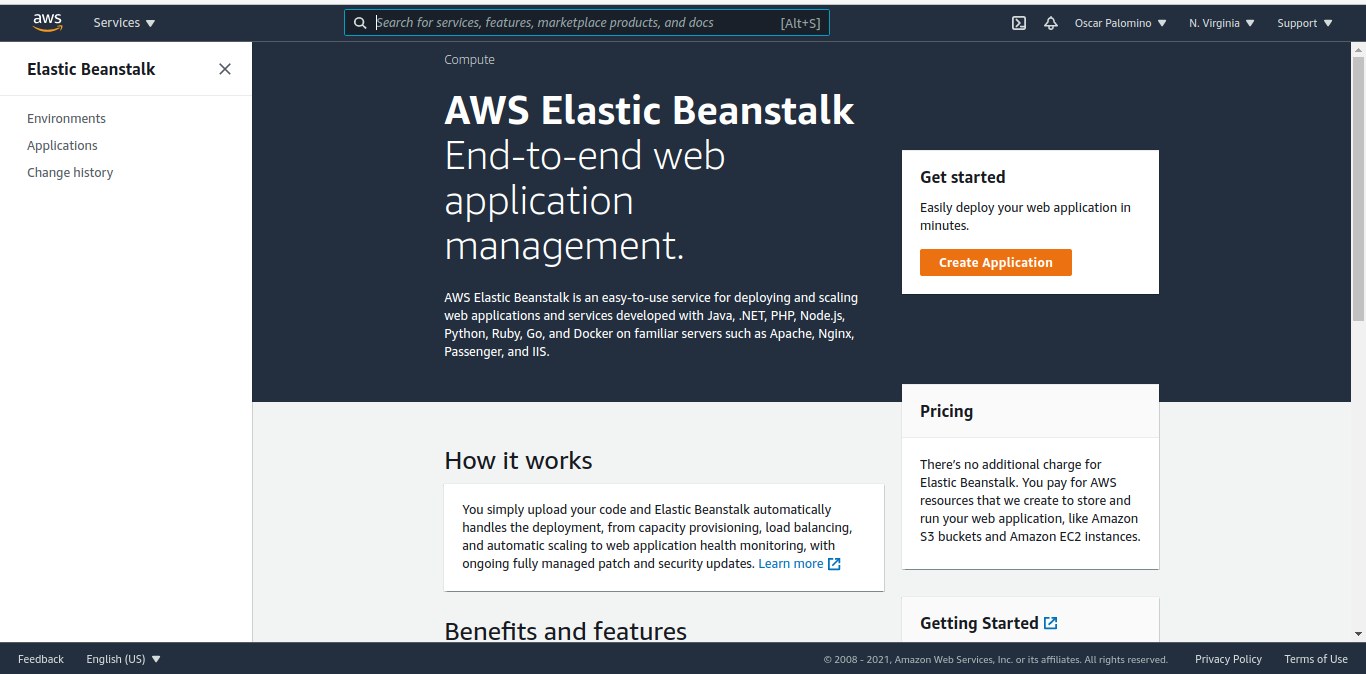 aws
Services
Search for services, features, marketplace products, and docs
[Alt+S]
Oscar Palomino
N. Virginia
Support
Elastic Beanstalk
Environments
Applications
Change history
Compute
AWS Elastic Beanstalk
End-to-end web
application
management.
AWS Elastic Beanstalk is an easy-to-use service for deploying and scaling
web applications and services developed with Java, .NET, PHP, Node.js,
Python, Ruby, Go, and Docker on familiar servers such as Apache, Nginx,
Passenger, and IIS.
Get started
Easily deploy your web application in
minutes.
Create Application
How it works
You simply upload your code and Elastic Beanstalk automatically
handles the deployment, from capacity provisioning, load balancing,
and automatic scaling to web application health monitoring, with
ongoing fully managed patch and security updates. Learn more
Benefits and features
Pricing
There's no additional charge for
Elastic Beanstalk. You pay for AWS
resources that we create to store and
run your web application, like Amazon
S3 buckets and Amazon EC2 instances.
Getting Started
Feedback
English (US)
© 2008 - 2021, Amazon Web Services, Inc. or its affiliates. All rights reserved.
Privacy Policy
Terms of Use